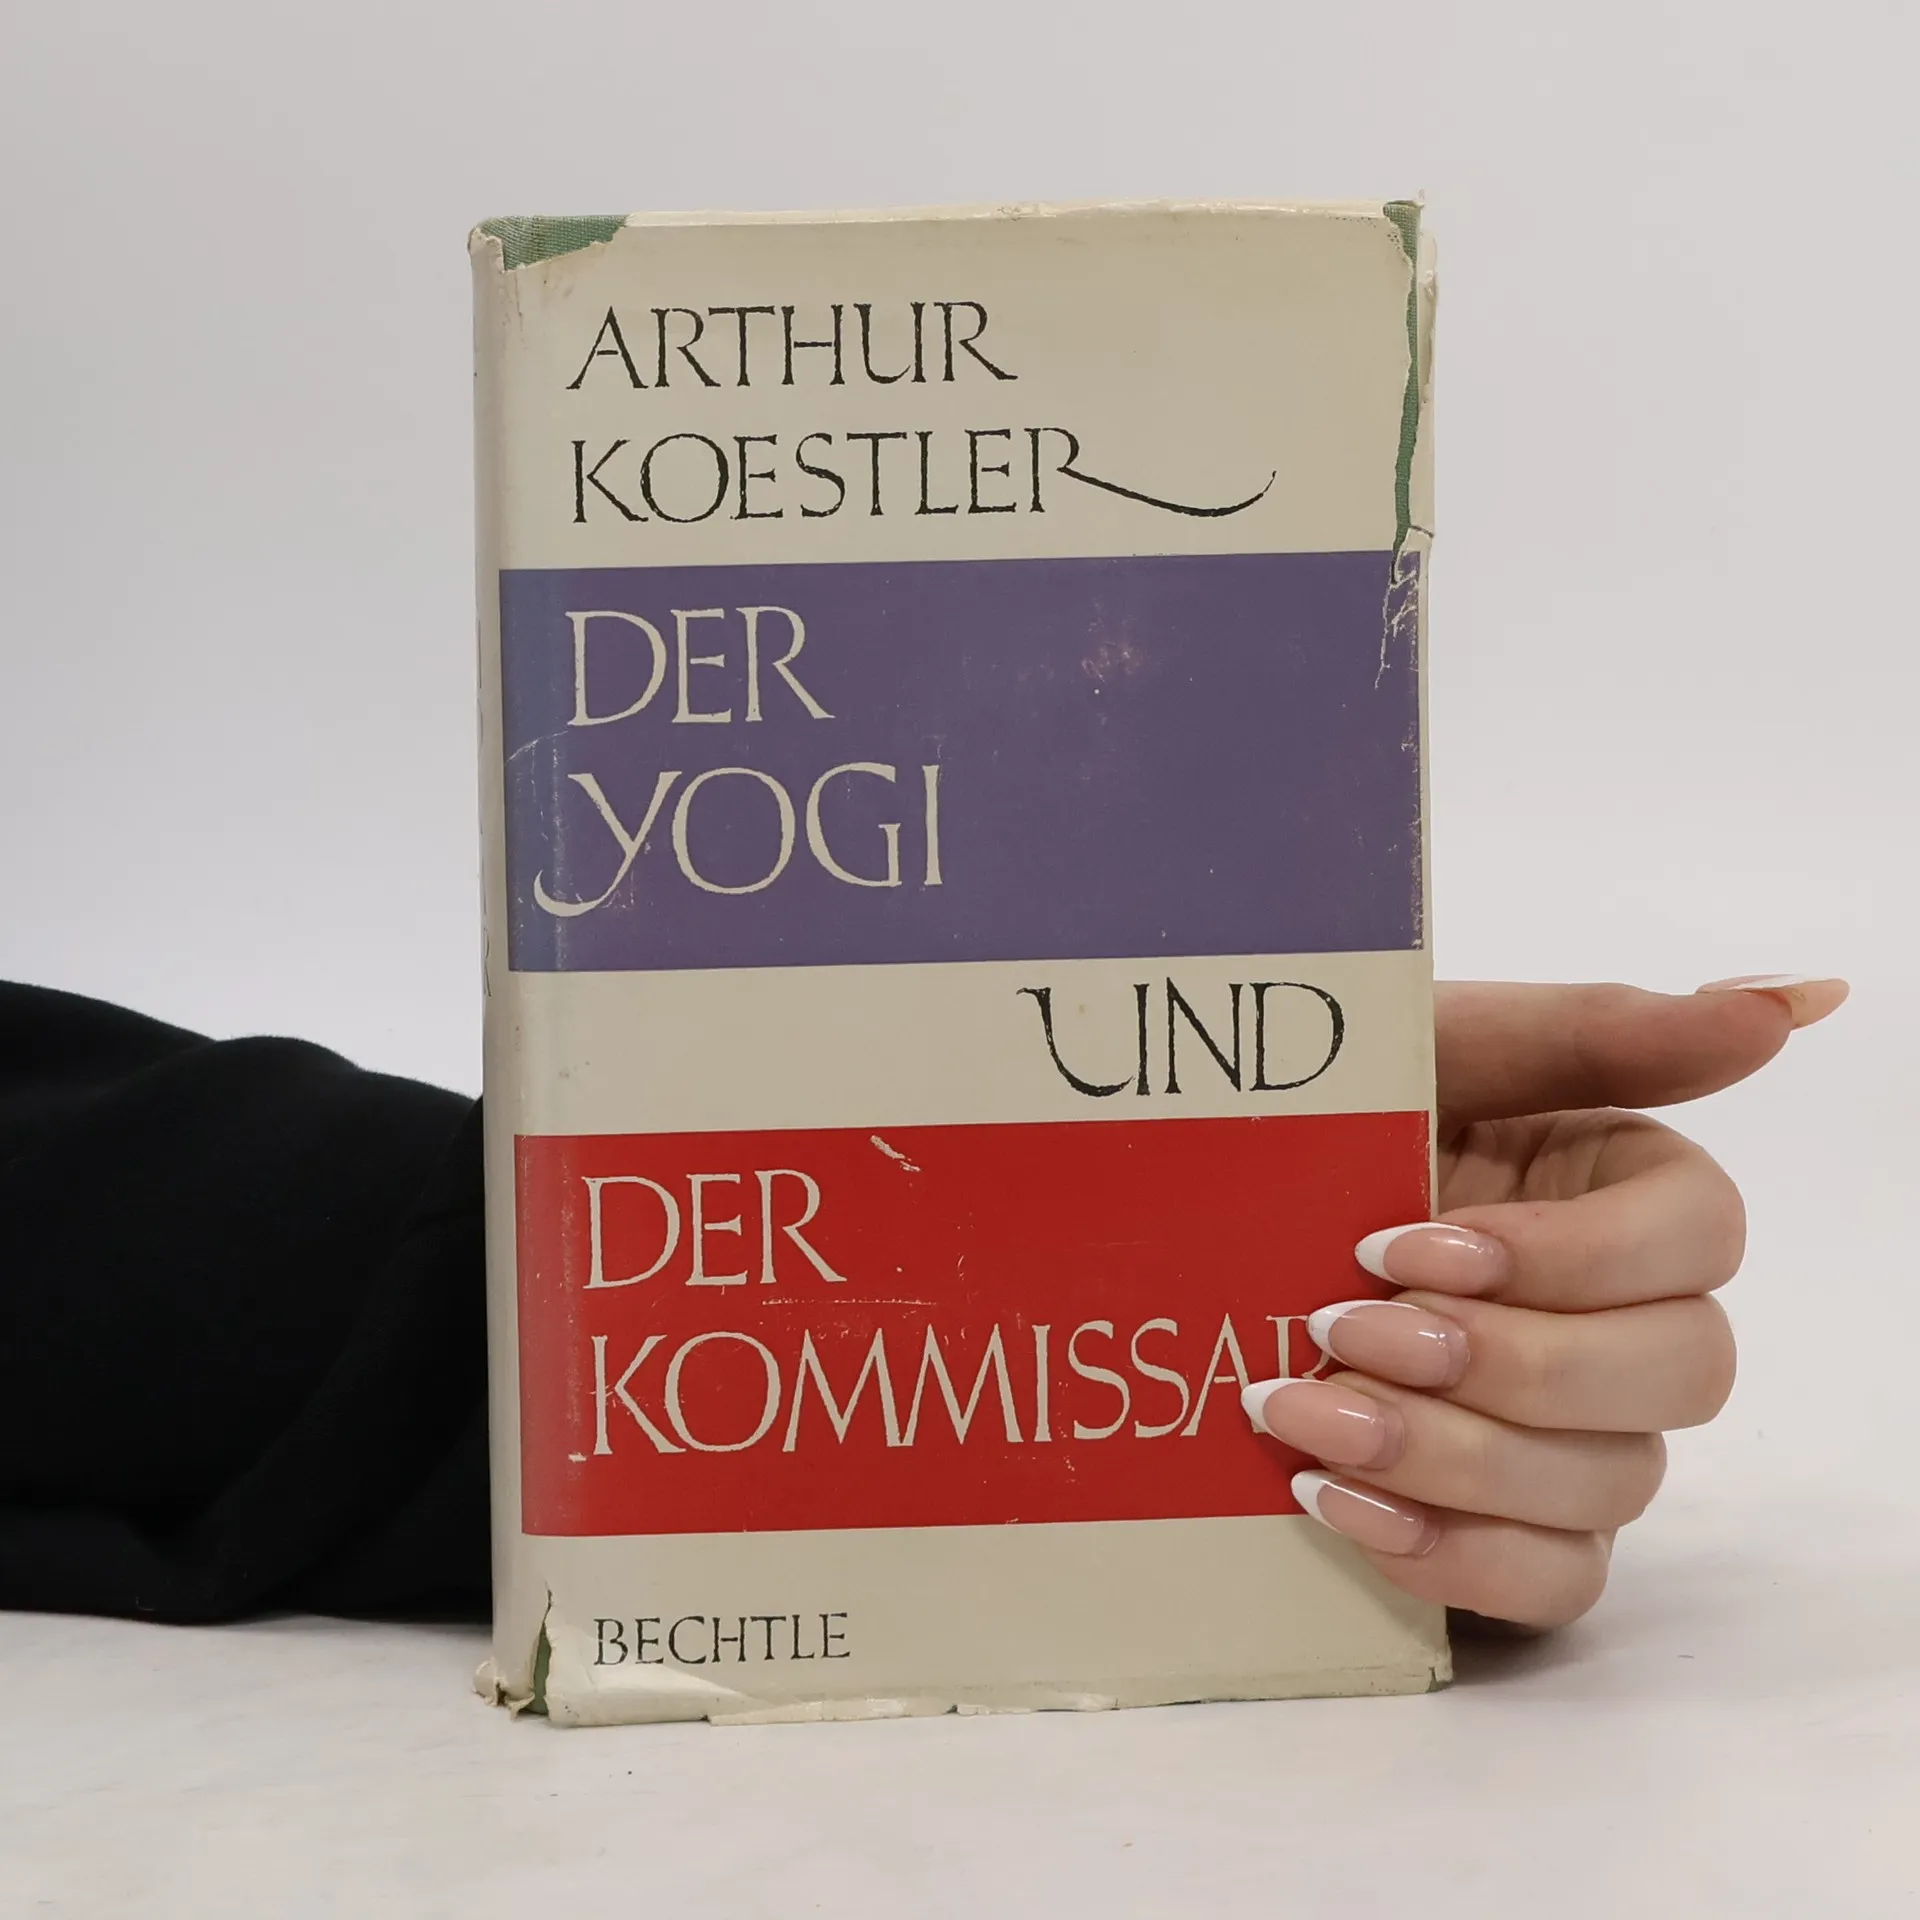 ARTHUR
KOESTLER
DER
YOGI
UND
DER
KOMMISSAR
BECHTLE